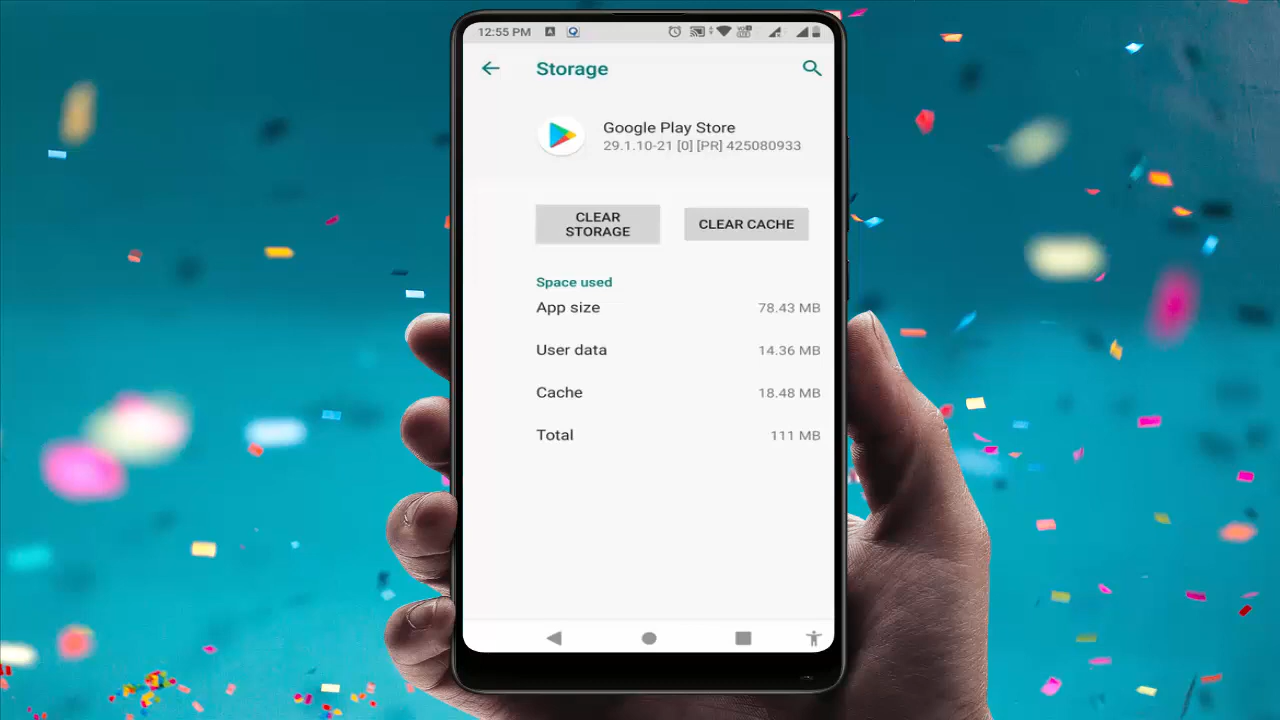 12:55 PM
Storage
Google Play Store
29.1.10-21 [0] [PR] 425080933
CLEAR
STORAGE
CLEAR CACHE
Space used
App size 78.43 MB
User data 14.36 MB
Cache 18.48 MB
Total 111 MB